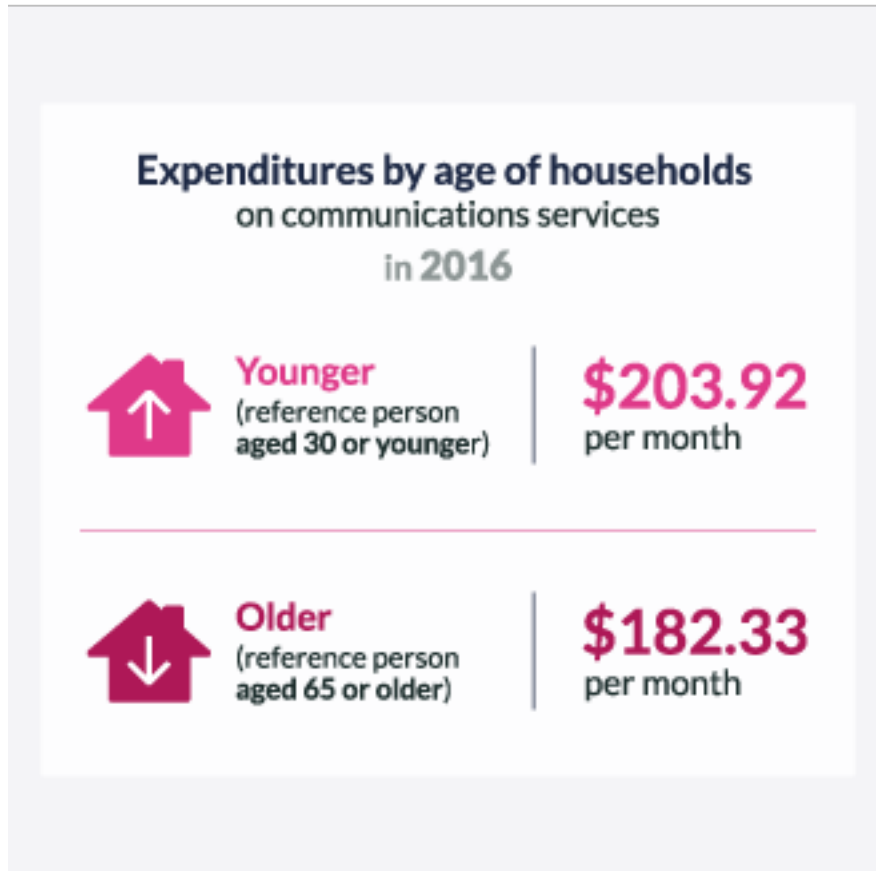 Expenditures by age of households
on communications services
in 2016
Younger
(reference person
aged 30 or younger)
$203.92
per month
Older
(reference person
aged 65 or older)
$182.33
per month